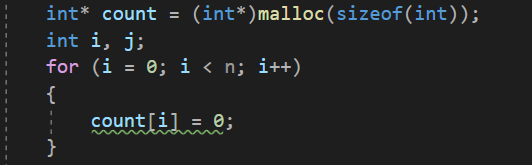 int* count = (int*)malloc(sizeof(int));
int i, j;
for (i = 0; i < n; i++)
{
count[i] = 0;
}